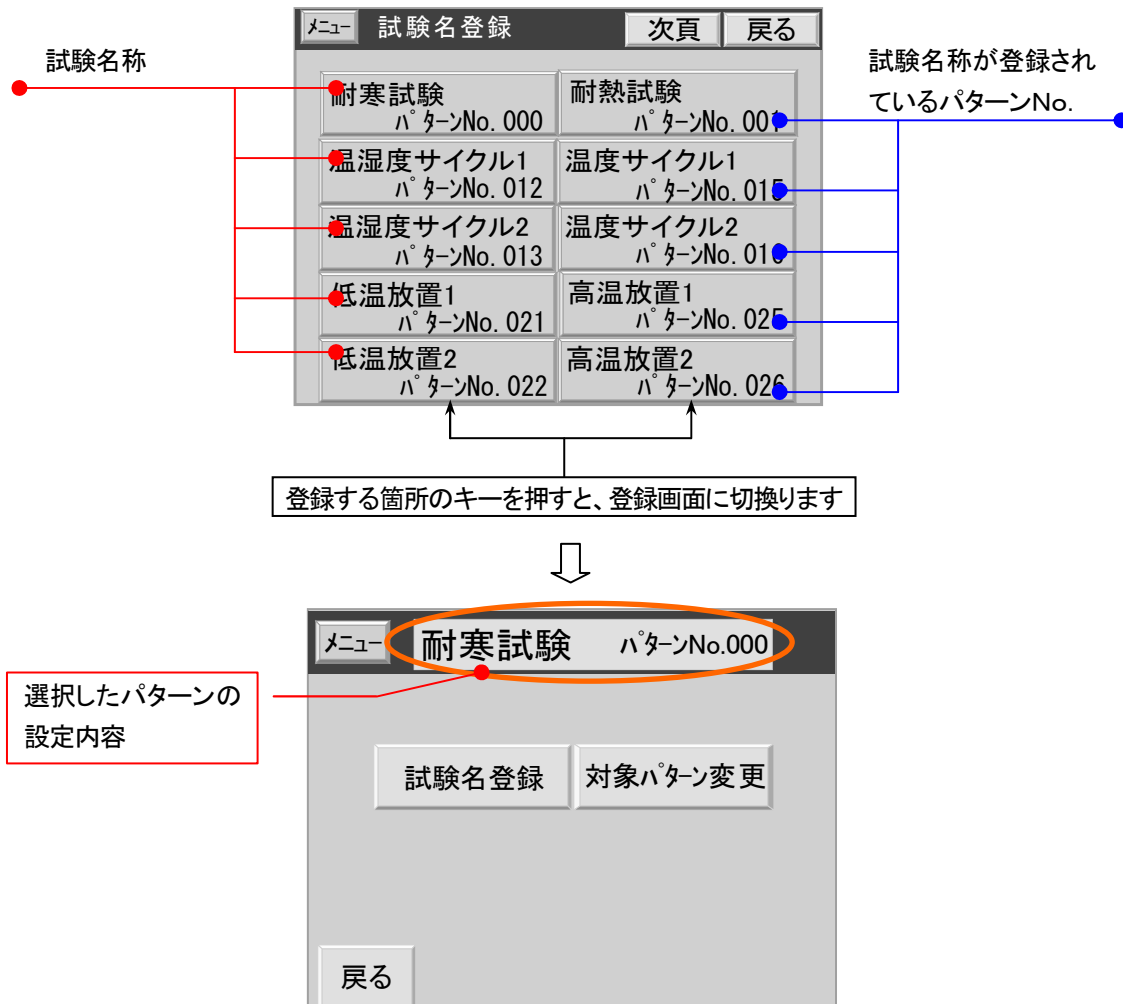 メニュー 試験名登録 次頁 戻る
試験名称
試験名称が登録され
ているパターンNo.
耐寒試験 耐熱試験
パターンNo.000 パターンNo.001
温湿度サイクル1 温度サイクル1
パターンNo.012 パターンNo.015
温湿度サイクル2 温度サイクル2
パターンNo.013 パターンNo.016
低温放置1 高温放置1
パターンNo.021 パターンNo.025
低温放置2 高温放置2
パターンNo.022 パターンNo.026
登録する箇所のキーを押すと、登録画面に切換ります
メニュー 耐寒試験 パターンNo.000
選択したパターンの
設定内容
試験名登録 対象パターン変更
戻る